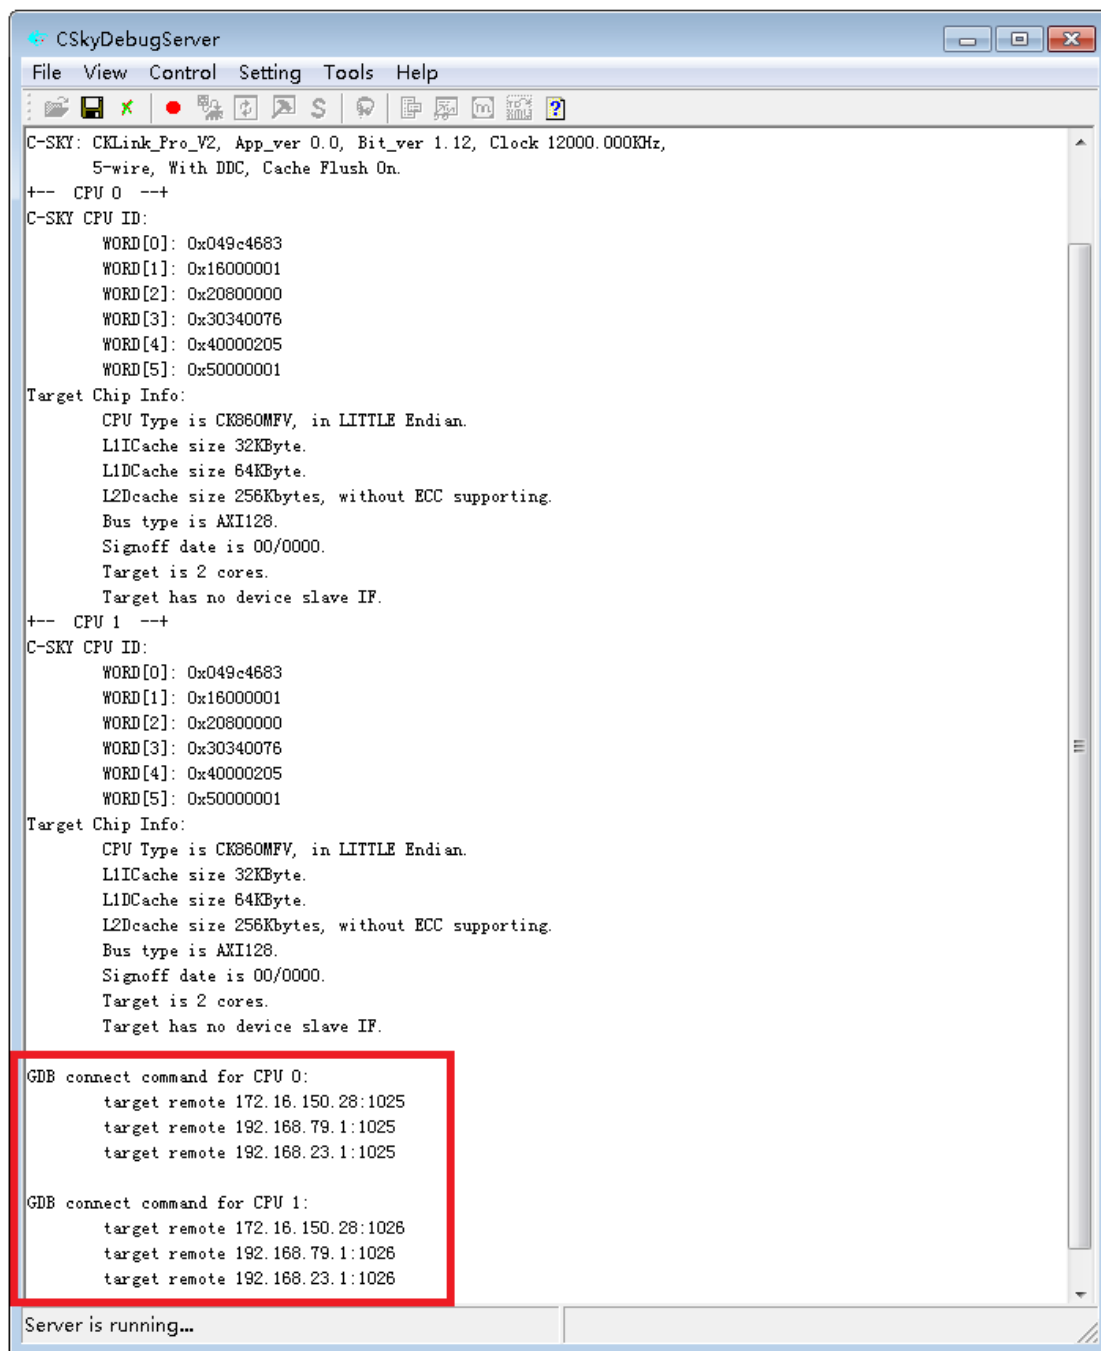 CSkyDebugServer
File View Control Setting Tools Help
C-SKY: CKLink_Pro_V2, App_ver 0.0, Bit_ver 1.12, Clock 12000.000KHz,
5-wire, With DDC, Cache Flush On.
+-- CPU 0 --+
C-SKY CPU ID:
WORD[0]: 0x049c4683
WORD[1]: 0x16000001
WORD[2]: 0x20800000
WORD[3]: 0x30340076
WORD[4]: 0x40000205
WORD[5]: 0x50000001
Target Chip Info:
CPU Type is CK860MFV, in LITTLE Endian.
L1ICache size 32KByte.
L1DCache size 64KByte.
L2Dcache size 256Kbytes, without ECC supporting.
Bus type is AXI128.
Signoff date is 00/0000.
Target is 2 cores.
Target has no device slave IF.
+-- CPU 1 --+
C-SKY CPU ID:
WORD[0]: 0x049c4683
WORD[1]: 0x16000001
WORD[2]: 0x20800000
WORD[3]: 0x30340076
WORD[4]: 0x40000205
WORD[5]: 0x50000001
Target Chip Info:
CPU Type is CK860MFV, in LITTLE Endian.
L1ICache size 32KByte.
L1DCache size 64KByte.
L2Dcache size 256Kbytes, without ECC supporting.
Bus type is AXI128.
Signoff date is 00/0000.
Target is 2 cores.
Target has no device slave IF.
GDB connect command for CPU 0:
target remote 172.16.150.28:1025
target remote 192.168.79.1:1025
target remote 192.168.23.1:1025
GDB connect command for CPU 1:
target remote 172.16.150.28:1026
target remote 192.168.79.1:1026
target remote 192.168.23.1:1026
Server is running...